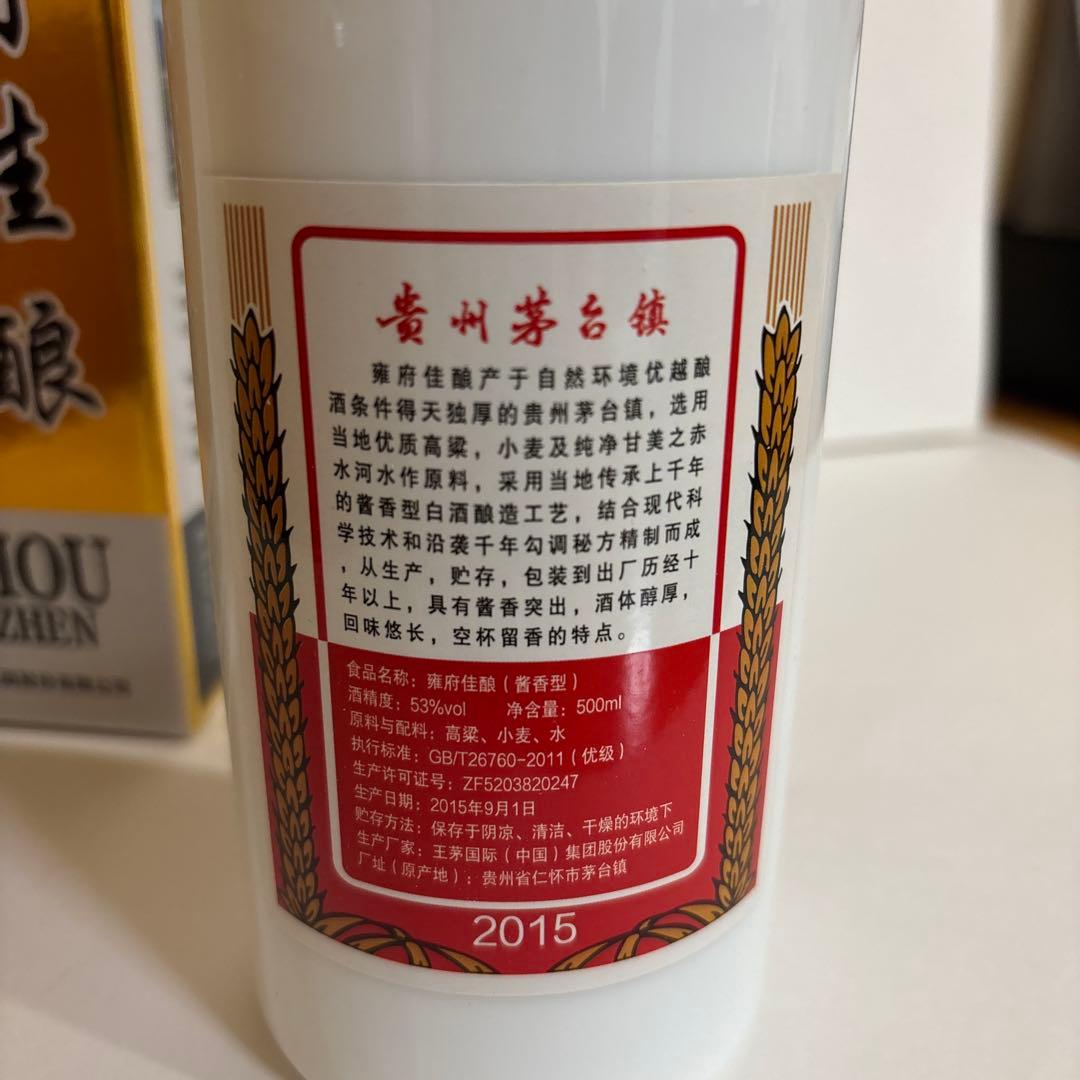 佳
酿
HOU
ZHEN
贵州茅台镇
雍府佳酿产于自然环境优越酿
酒条件得天独厚的贵州茅台镇，选用
当地优质高粱，小麦及纯净甘美之赤
水河水作原料，采用当地传承上千年
的酱香型白酒酿造工艺，结合现代科
学技术和沿袭千年勾调秘方精制而成
，从生产，贮存，包装到出厂历经十
年以上，具有酱香突出，酒体醇厚，
回味悠长，空杯留香的特点。
食品名称：雍府佳酿（酱香型）
酒精度：53%vol 净含量：500ml
原料与配料：高粱、小麦、水
执行标准：GB/T26760-2011（优级）
生产许可证号：ZF5203820247
生产日期：2015年9月1日
贮存方法：保存于阴凉、清洁、干燥的环境下
生产厂家：王茅国际（中国）集团股份有限公司
厂址（原产地）：贵州省仁怀市茅台镇
2015